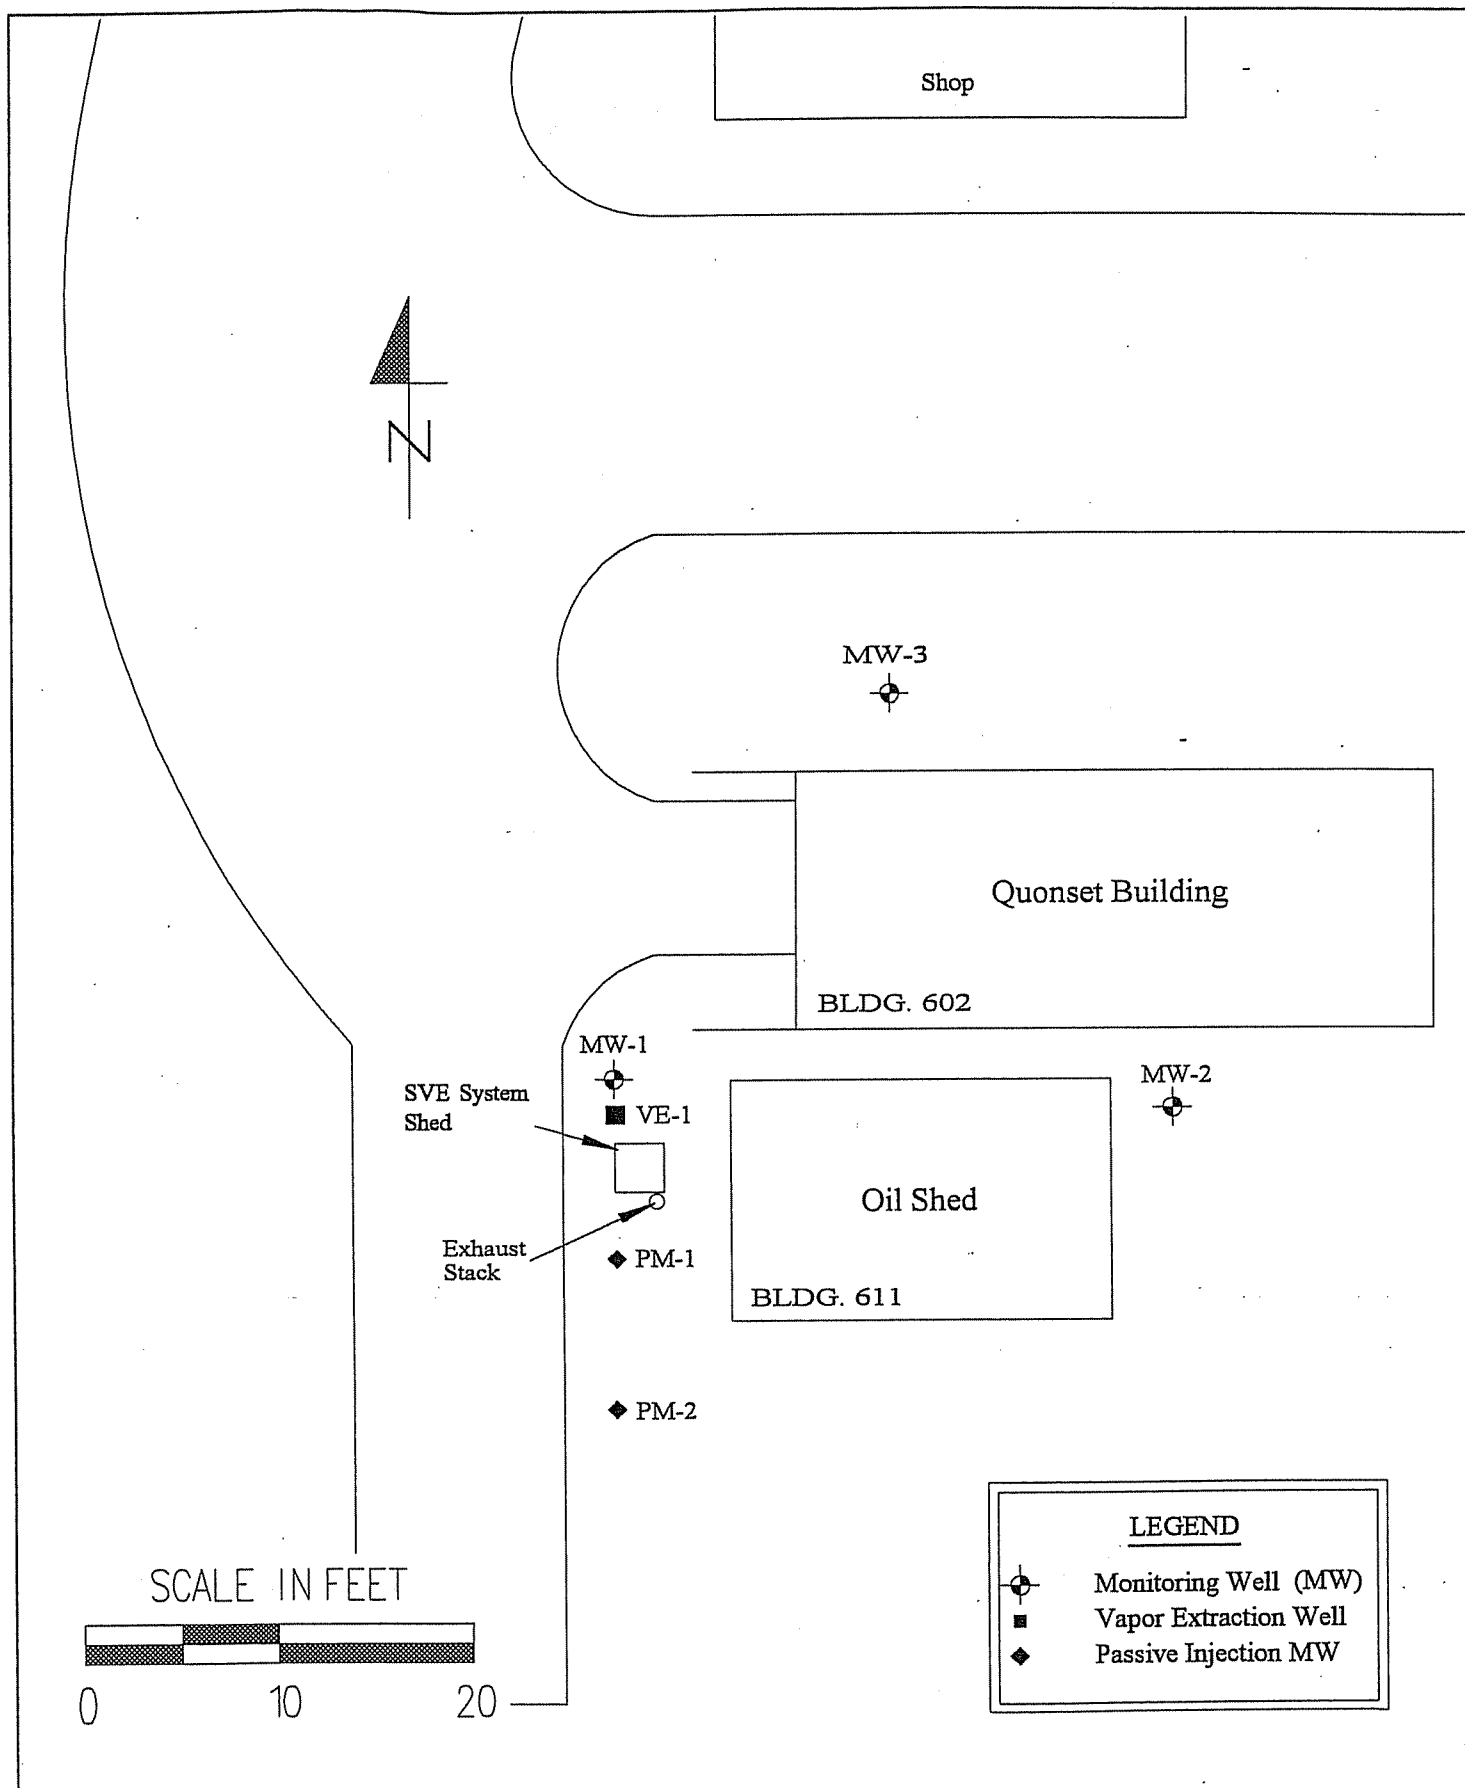 Shop
N
MW-3
Quonset Building
BLDG. 602
MW-1
MW-2
SVE System
Shed
VE-1
Oil Shed
Exhaust
Stack
PM-1
BLDG. 611
PM-2
LEGEND
Monitoring Well (MW)
Vapor Extraction Well
Passive Injection MW
SCALE IN FEET
0 10 20